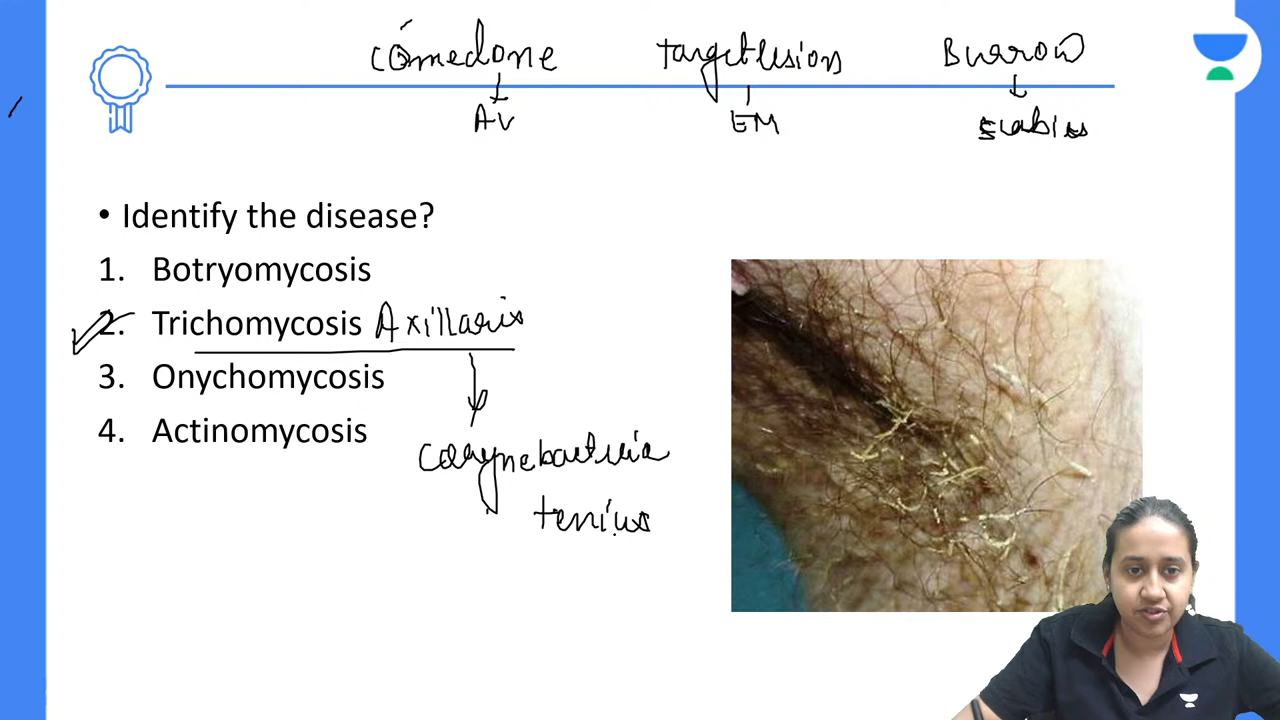 comedone target lesion Burrow
AV EM scabies
• Identify the disease?
1. Botryomycosis
2. Trichomycosis Axillaris
3. Onychomycosis
4. Actinomycosis
corynebacteria
tenius